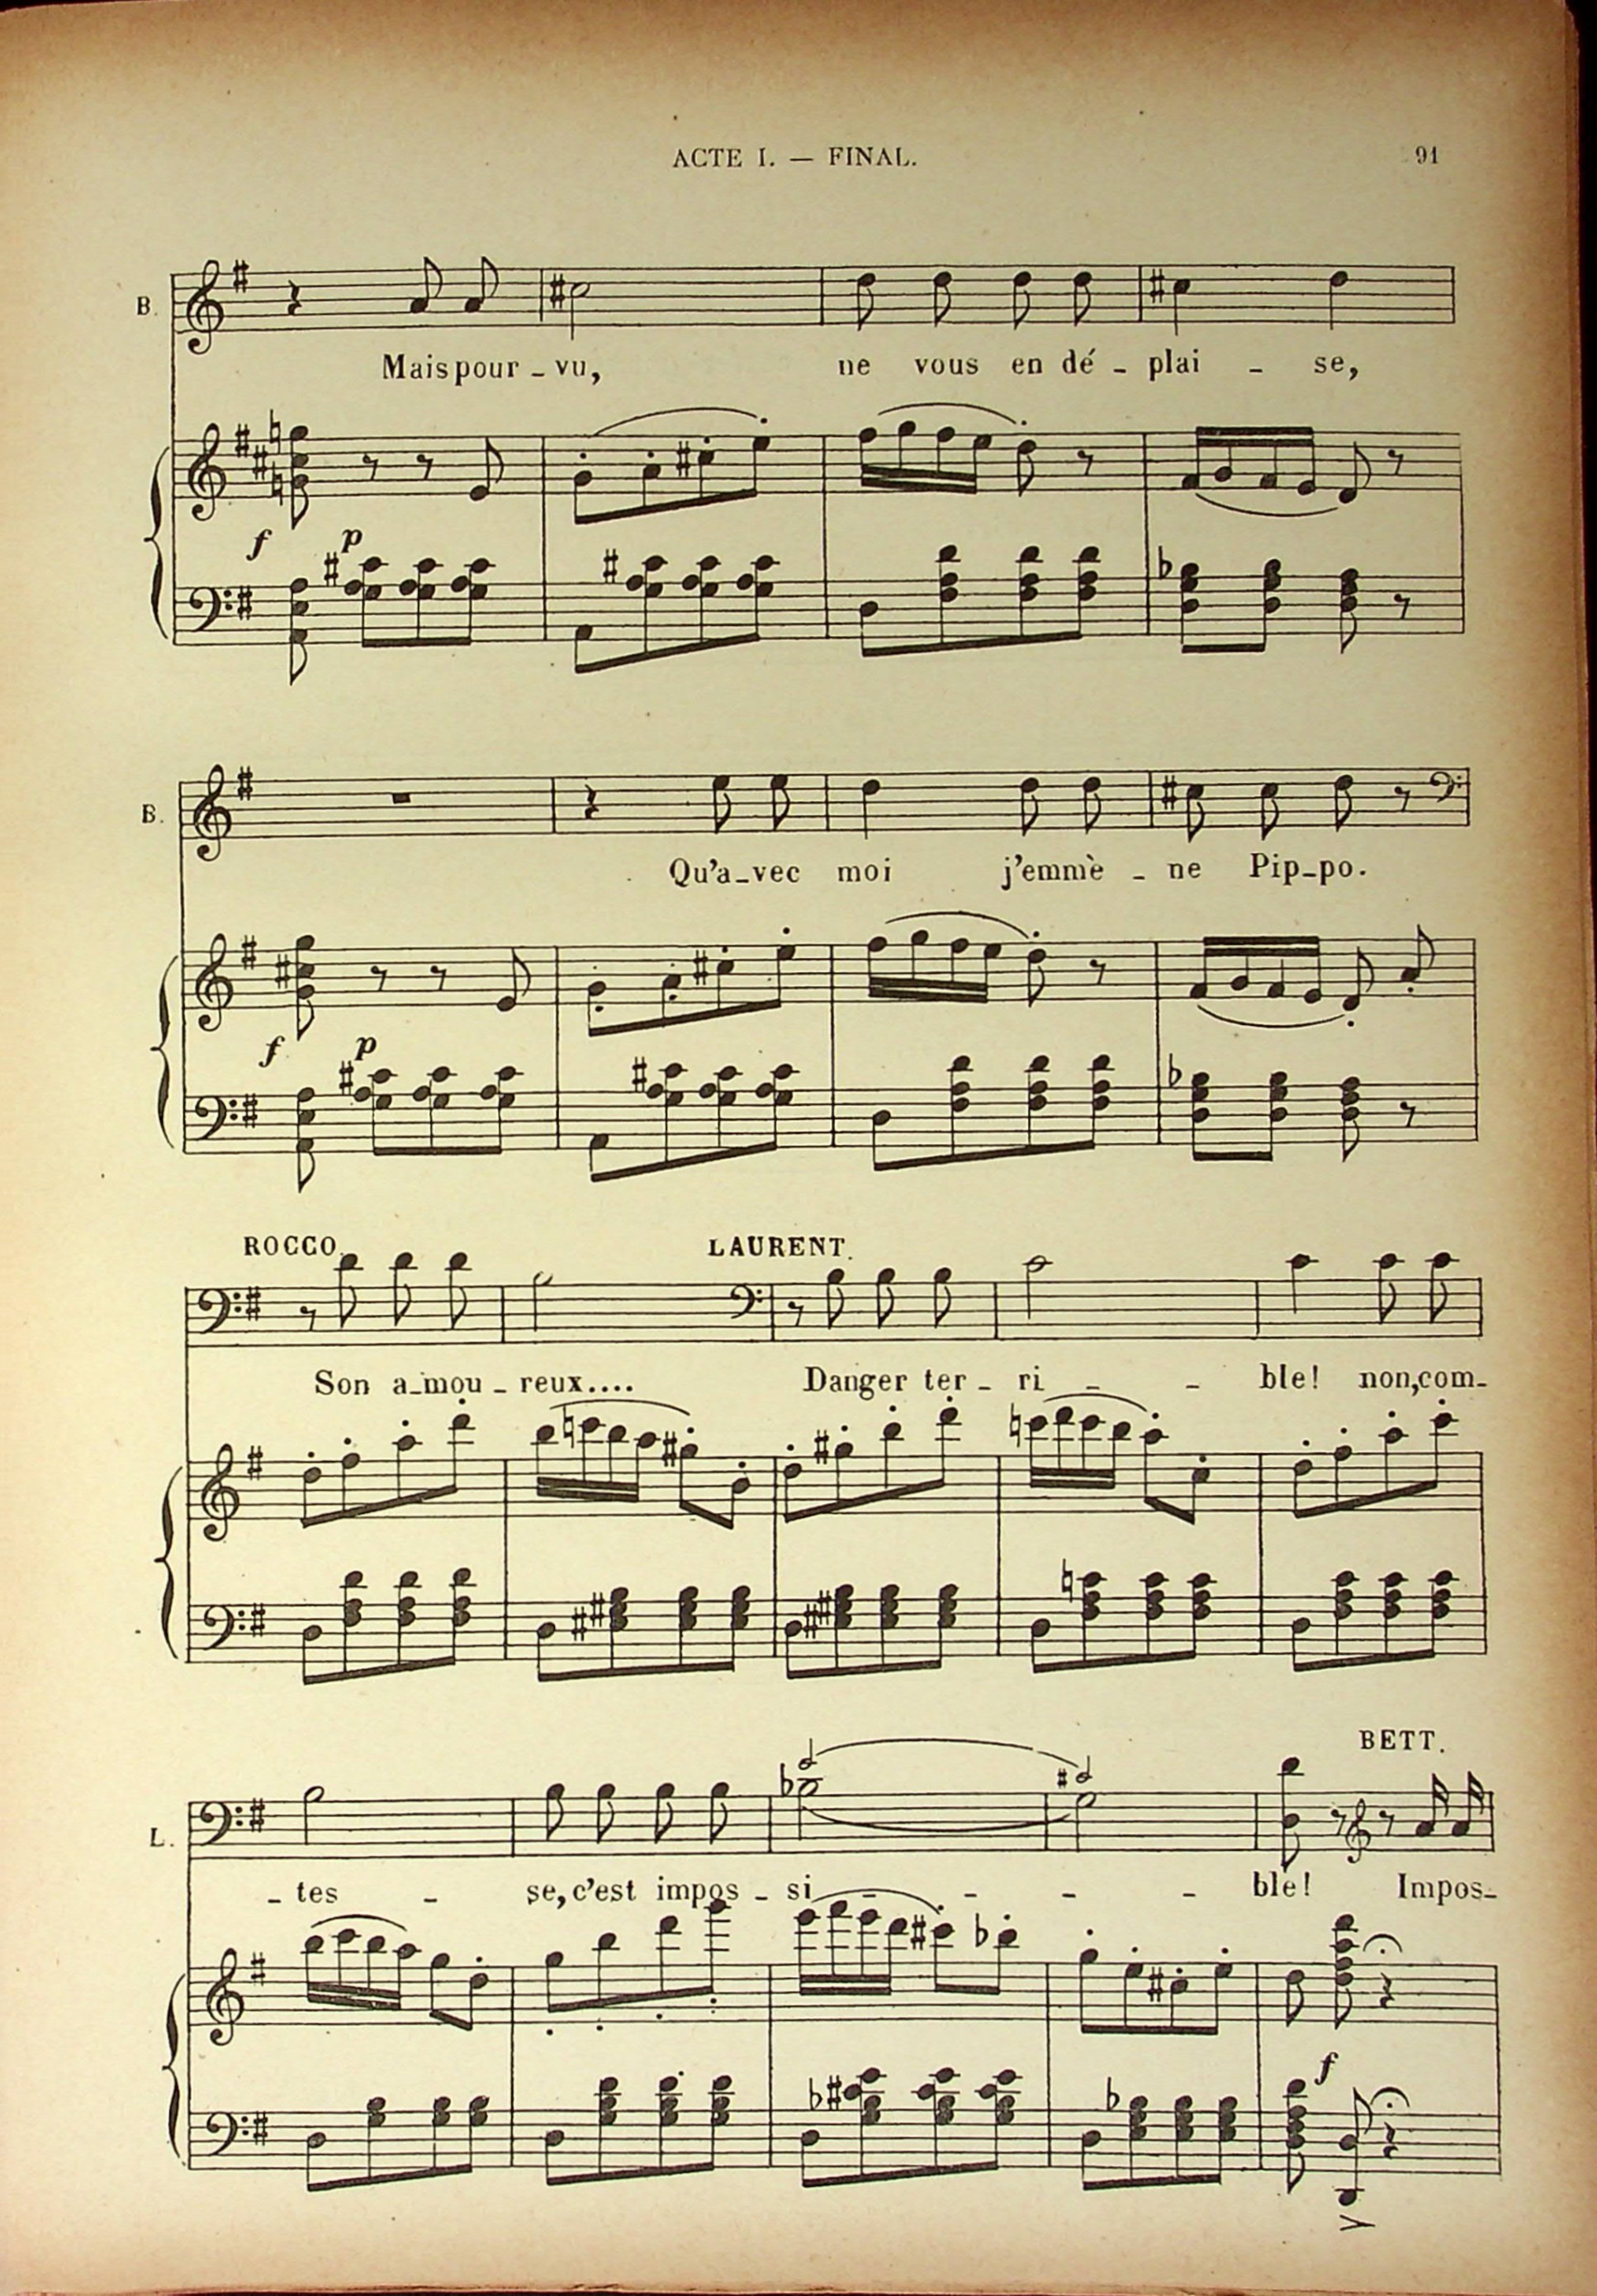 ACTE I. — FINAL. 91
B.
Mais pour - vu, ne vous en dé - plai - se,
f p
B.
Qu'a-vec moi j'emmè - ne Pip-po.
f p
ROCCO. LAURENT.
Son a-mou - reux.... Danger ter - ri - - ble! non, com-
BETT.
L.
- tes - se, c'est impos - si - - - - ble! Impos-
f